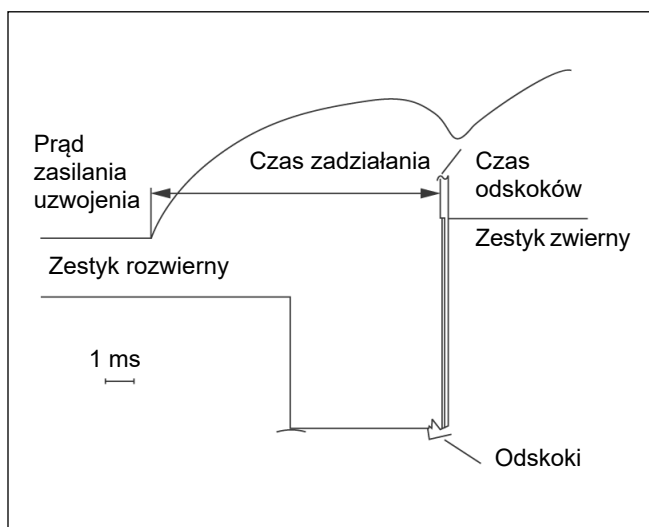 Prąd
zasilania
uzwojenia
Czas zadziałania
Czas
odskoków
Zestyk zwierny
Zestyk rozwierny
1 ms
Odskoki